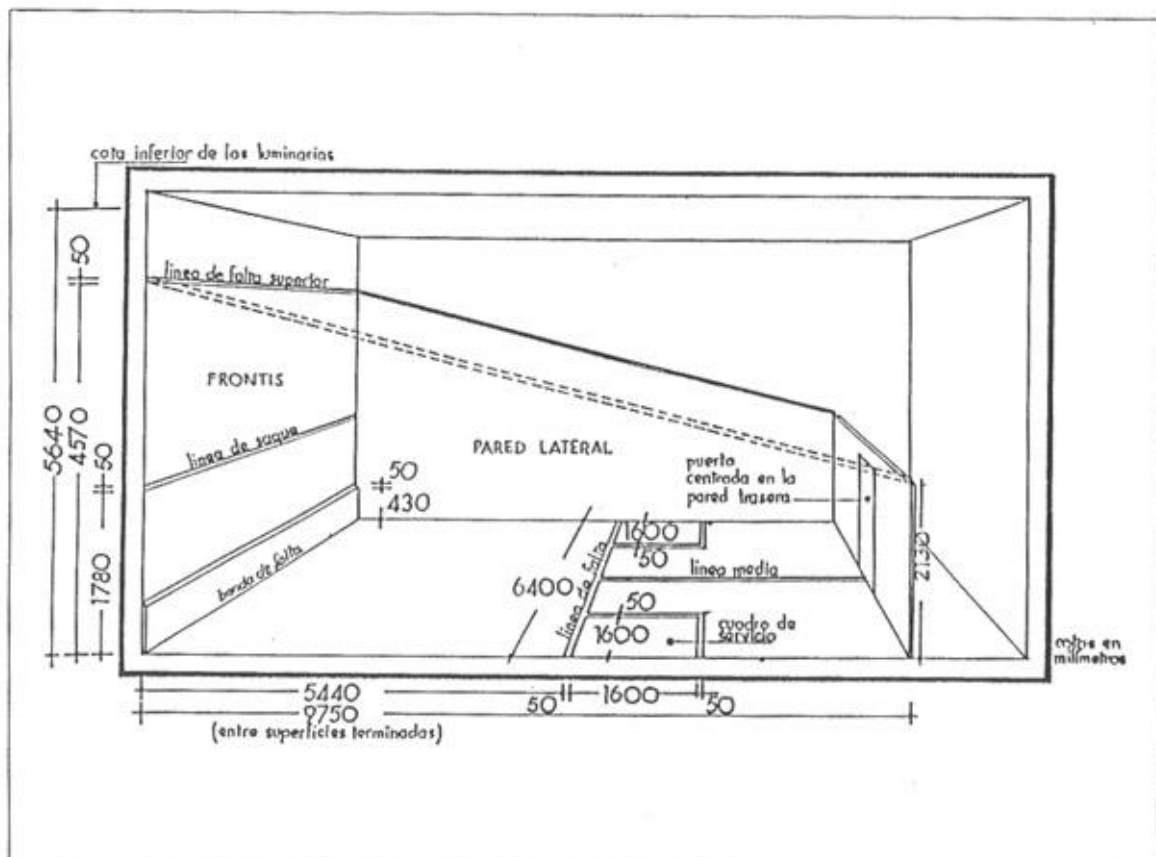 cota inferior de las luminarias
linea de falta superior
FRONTIS
linea de saque
banda de falta
PARED LATERAL
puerta
centrada en la
pared trasera
linea de falta
linea media
cuadro de
servicio
cotas en
milimetros
5640
4570
50
50
1780
50
430
6400
1600
50
50
1600
2130
5440
50
1600
50
9750
(entre superficies terminadas)